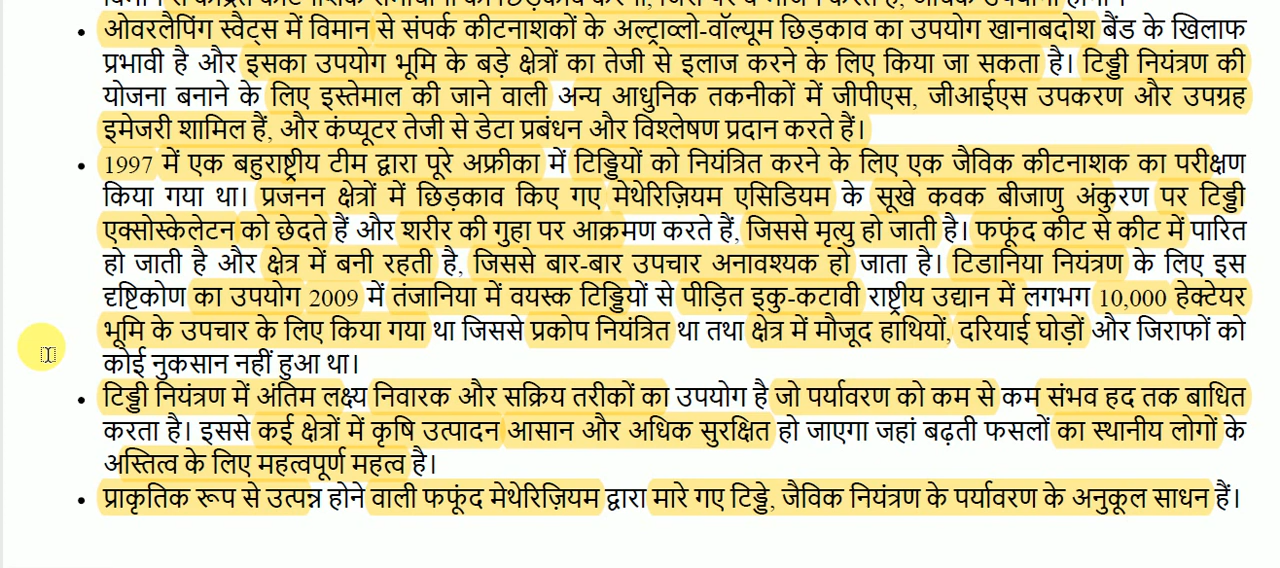 • ओवरलैपिंग स्वैट्स में विमान से संपर्क कीटनाशकों के अल्ट्राव्लो-वॉल्यूम छिड़काव का उपयोग खानाबदोश बैंड के खिलाफ
प्रभावी है और इसका उपयोग भूमि के बड़े क्षेत्रों का तेजी से इलाज करने के लिए किया जा सकता है। टिड्डी नियंत्रण की
योजना बनाने के लिए इस्तेमाल की जाने वाली अन्य आधुनिक तकनीकों में जीपीएस, जीआईएस उपकरण और उपग्रह
इमेजरी शामिल हैं, और कंप्यूटर तेजी से डेटा प्रबंधन और विश्लेषण प्रदान करते हैं।
• 1997 में एक बहुराष्ट्रीय टीम द्वारा पूरे अफ्रीका में टिड्डियों को नियंत्रित करने के लिए एक जैविक कीटनाशक का परीक्षण
किया गया था। प्रजनन क्षेत्रों में छिड़काव किए गए मेथेरिज़ियम एसिडियम के सूखे कवक बीजाणु अंकुरण पर टिड्डी
एक्सोस्केलेटन को छेदते हैं और शरीर की गुहा पर आक्रमण करते हैं, जिससे मृत्यु हो जाती है। फफूंद कीट से कीट में पारित
हो जाती है और क्षेत्र में बनी रहती है, जिससे बार-बार उपचार अनावश्यक हो जाता है। टिडानिया नियंत्रण के लिए इस
दृष्टिकोण का उपयोग 2009 में तंजानिया में वयस्क टिड्डियों से पीड़ित इकु-कटावी राष्ट्रीय उद्यान में लगभग 10,000 हेक्टेयर
भूमि के उपचार के लिए किया गया था जिससे प्रकोप नियंत्रित था तथा क्षेत्र में मौजूद हाथियों, दरियाई घोड़ों और जिराफों को
कोई नुकसान नहीं हुआ था।
• टिड्डी नियंत्रण में अंतिम लक्ष्य निवारक और सक्रिय तरीकों का उपयोग है जो पर्यावरण को कम से कम संभव हद तक बाधित
करता है। इससे कई क्षेत्रों में कृषि उत्पादन आसान और अधिक सुरक्षित हो जाएगा जहां बढ़ती फसलों का स्थानीय लोगों के
अस्तित्व के लिए महत्वपूर्ण महत्व है।
• प्राकृतिक रूप से उत्पन्न होने वाली फफूंद मेथेरिज़ियम द्वारा मारे गए टिड्डे, जैविक नियंत्रण के पर्यावरण के अनुकूल साधन हैं।